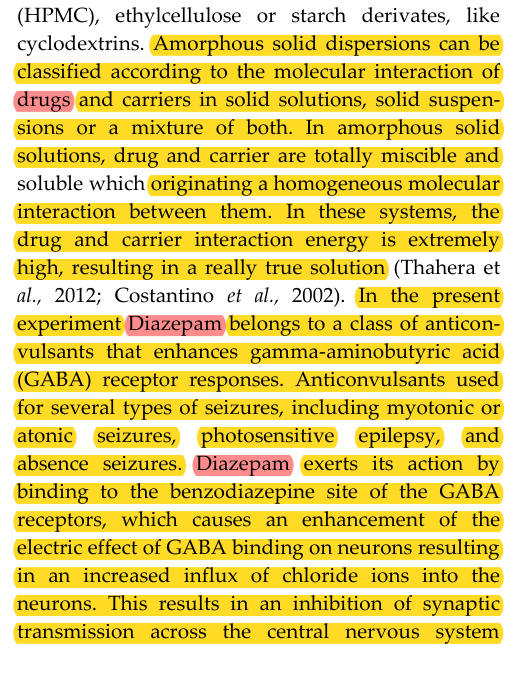 (HPMC), ethylcellulose or starch derivates, like
cyclodextrins. Amorphous solid dispersions can be
classified according to the molecular interaction of
drugs and carriers in solid solutions, solid suspen-
sions or a mixture of both. In amorphous solid
solutions, drug and carrier are totally miscible and
soluble which originating a homogeneous molecular
interaction between them. In these systems, the
drug and carrier interaction energy is extremely
high, resulting in a really true solution (Thahera et
al., 2012; Costantino et al., 2002). In the present
experiment Diazepam belongs to a class of anticon-
vulsants that enhances gamma-aminobutyric acid
(GABA) receptor responses. Anticonvulsants used
for several types of seizures, including myotonic or
atonic seizures, photosensitive epilepsy, and
absence seizures. Diazepam exerts its action by
binding to the benzodiazepine site of the GABA
receptors, which causes an enhancement of the
electric effect of GABA binding on neurons resulting
in an increased influx of chloride ions into the
neurons. This results in an inhibition of synaptic
transmission across the central nervous system